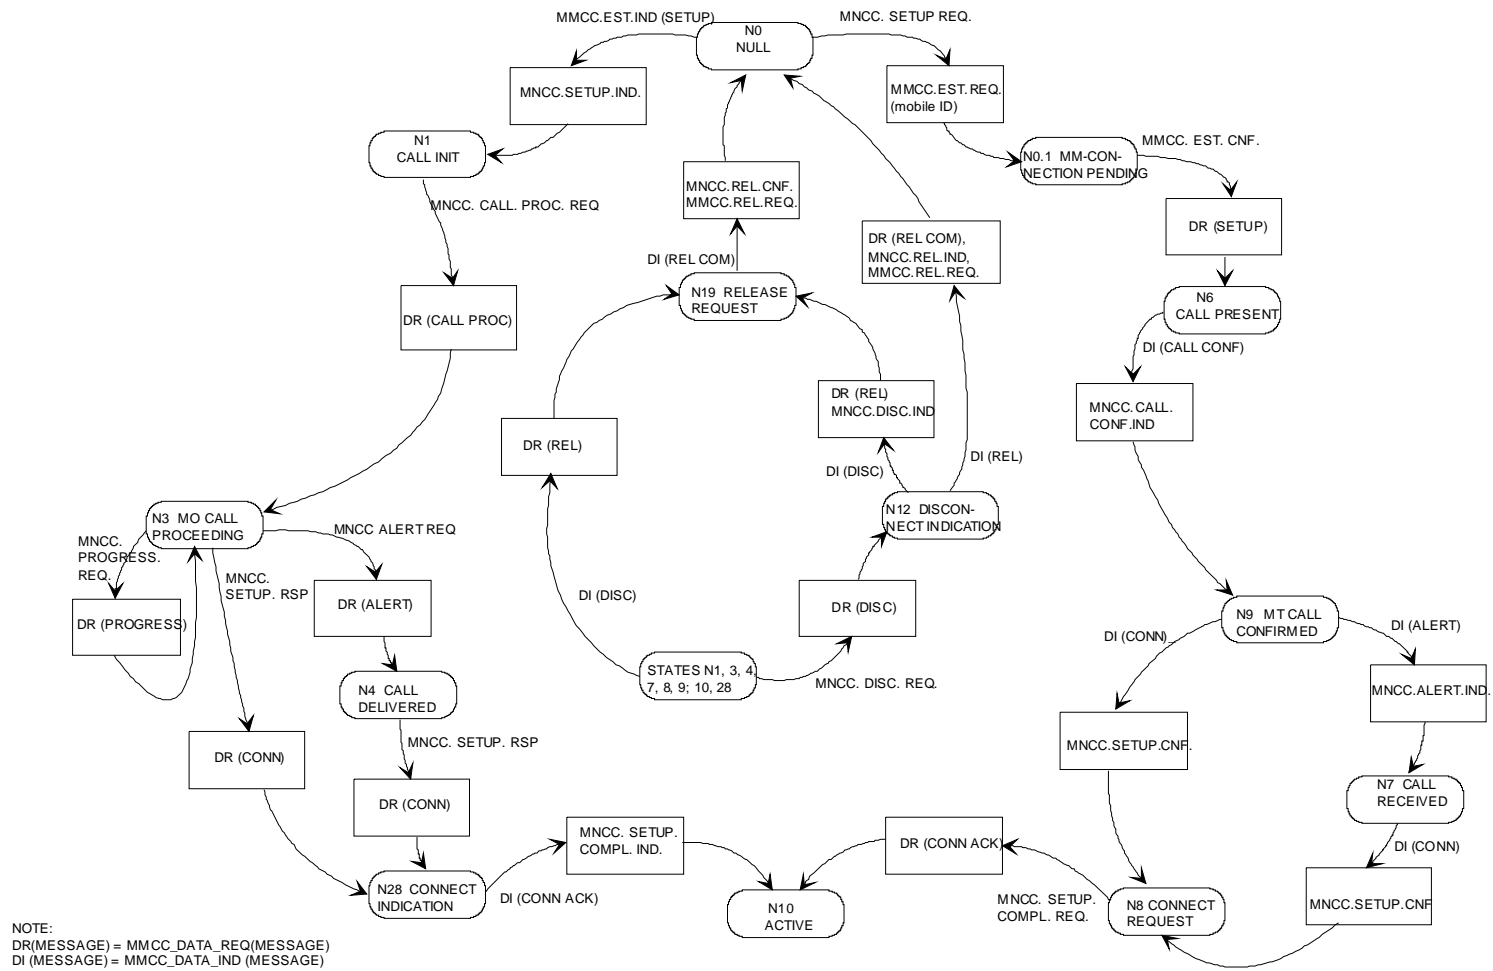 MMCC.EST.IND (SETUP)
N0
NULL
MNCC. SETUP REQ.
MNCC.SETUP.IND.
MMCC.EST.REQ.
(mobile ID)
N1
CALL INIT
N0.1 MM-CON-
NECTION PENDING
MMCC. EST. CNF.
MNCC. CALL. PROC. REQ
MNCC.REL.CNF.
MMCC.REL.REQ.
DR (SETUP)
DR (REL COM),
MNCC.REL.IND,
MMCC.REL.REQ.
DI (REL COM)
N19 RELEASE
REQUEST
N6
CALL PRESENT
DR (CALL PROC)
DI (CALL CONF)
DR (REL)
MNCC.DISC.IND
MNCC.CALL.
CONF.IND
DR (REL)
DI (DISC)
DI (REL)
N3 MO CALL
PROCEEDING
N12 DISCON-
NECT INDICATION
MNCC ALERT REQ
MNCC.
PROGRESS.
REQ.
MNCC.
SETUP. RSP
DI (DISC)
DR (ALERT)
DR (DISC)
DR (PROGRESS)
N9 MT CALL
CONFIRMED
DI (CONN)
DI (ALERT)
STATES N1, 3, 4,
7, 8, 9; 10, 28
MNCC. DISC. REQ.
N4 CALL
DELIVERED
MNCC.ALERT.IND.
MNCC. SETUP. RSP
DR (CONN)
MNCC.SETUP.CNF.
N7 CALL
RECEIVED
DR (CONN)
MNCC. SETUP.
COMPL. IND.
DR (CONN ACK)
DI (CONN)
N28 CONNECT
INDICATION
DI (CONN ACK)
N10
ACTIVE
MNCC. SETUP.
COMPL. REQ.
N8 CONNECT
REQUEST
MNCC.SETUP.CNF
NOTE:
DR(MESSAGE) = MMCC_DATA_REQ(MESSAGE)
DI (MESSAGE) = MMCC_DATA_IND (MESSAGE)